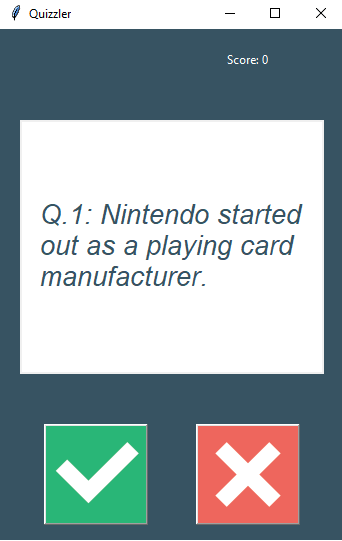 Quizzler
Score: 0
Q.1: Nintendo started
out as a playing card
manufacturer.